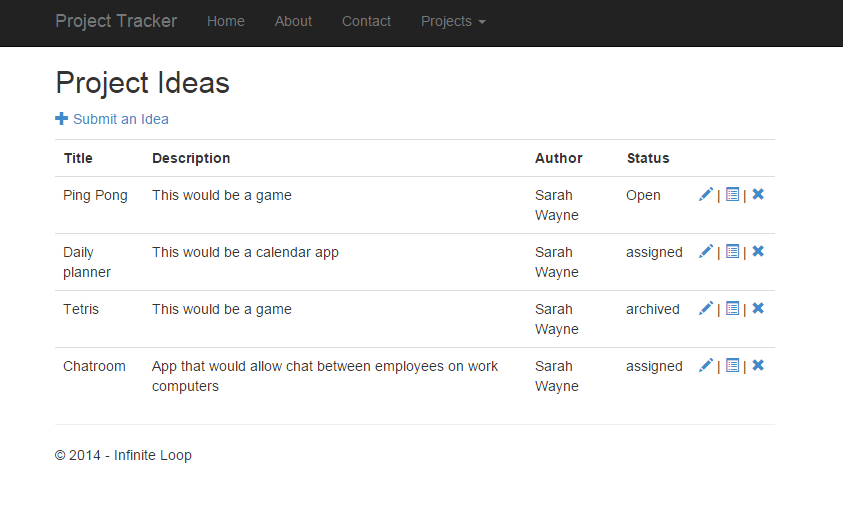 Project Tracker Home About Contact Projects
Project Ideas
Submit an Idea
Title Description Author Status
Ping Pong This would be a game Sarah Wayne Open | |
Daily planner This would be a calendar app Sarah Wayne assigned | |
Tetris This would be a game Sarah Wayne archived | |
Chatroom App that would allow chat between employees on work computers Sarah Wayne assigned | |
© 2014 - Infinite Loop